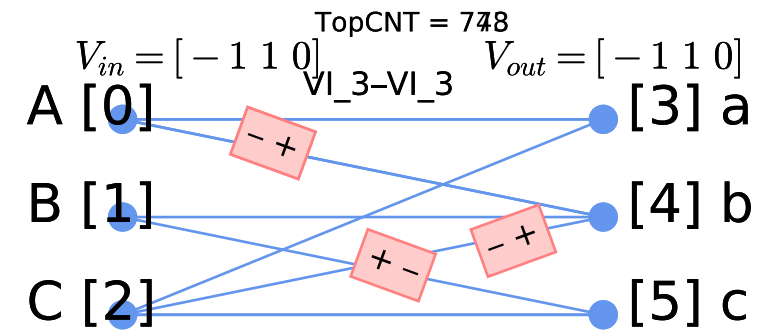 TopCNT =
V_in = [ − 1 1 0] V_out = [ − 1 1 0]
VI_3–VI_3
A [0] [3] a
− +
B [1] [4] b
− +
+ −
C [2] [5] c